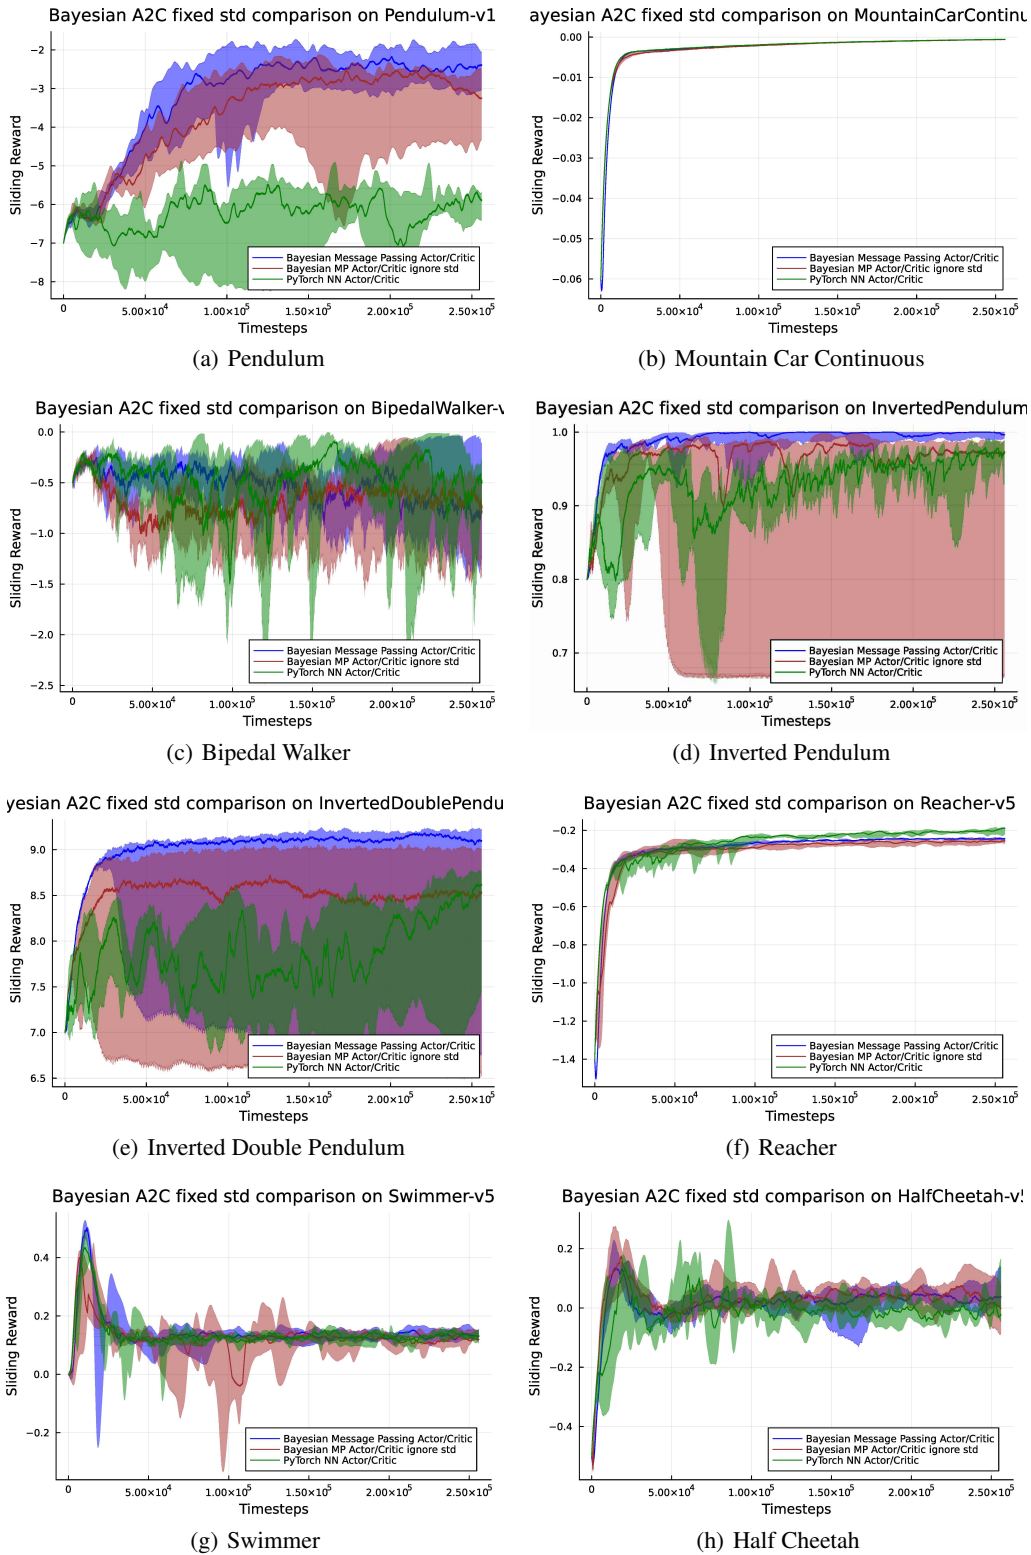 Bayesian A2C fixed std comparison on Pendulum-v1
Sliding Reward
−2
−3
−4
−5
−6
−7
−8
Bayesian Message Passing Actor/Critic
Bayesian MP Actor/Critic ignore std
PyTorch NN Actor/Critic
0
5.00×10⁴
1.00×10⁵
1.50×10⁵
2.00×10⁵
2.50×10⁵
Timesteps
(a) Pendulum
ayesian A2C fixed std comparison on MountainCarContinu
Sliding Reward
0.00
−0.01
−0.02
−0.03
−0.04
−0.05
−0.06
Bayesian Message Passing Actor/Critic
Bayesian MP Actor/Critic ignore std
PyTorch NN Actor/Critic
0
5.00×10⁴
1.00×10⁵
1.50×10⁵
2.00×10⁵
2.50×10⁵
Timesteps
(b) Mountain Car Continuous
Bayesian A2C fixed std comparison on BipedalWalker-v
Sliding Reward
0.0
−0.5
−1.0
−1.5
−2.0
−2.5
Bayesian Message Passing Actor/Critic
Bayesian MP Actor/Critic ignore std
PyTorch NN Actor/Critic
0
5.00×10⁴
1.00×10⁵
1.50×10⁵
2.00×10⁵
2.50×10⁵
Timesteps
(c) Bipedal Walker
Bayesian A2C fixed std comparison on InvertedPendulum
Sliding Reward
1.0
0.9
0.8
0.7
Bayesian Message Passing Actor/Critic
Bayesian MP Actor/Critic ignore std
PyTorch NN Actor/Critic
0
5.00×10⁴
1.00×10⁵
1.50×10⁵
2.00×10⁵
2.50×10⁵
Timesteps
(d) Inverted Pendulum
yesian A2C fixed std comparison on InvertedDoublePendu
Sliding Reward
9.0
8.5
8.0
7.5
7.0
6.5
Bayesian Message Passing Actor/Critic
Bayesian MP Actor/Critic ignore std
PyTorch NN Actor/Critic
0
5.00×10⁴
1.00×10⁵
1.50×10⁵
2.00×10⁵
2.50×10⁵
Timesteps
(e) Inverted Double Pendulum
Bayesian A2C fixed std comparison on Reacher-v5
Sliding Reward
−0.2
−0.4
−0.6
−0.8
−1.0
−1.2
−1.4
Bayesian Message Passing Actor/Critic
Bayesian MP Actor/Critic ignore std
PyTorch NN Actor/Critic
0
5.00×10⁴
1.00×10⁵
1.50×10⁵
2.00×10⁵
2.50×10⁵
Timesteps
(f) Reacher
Bayesian A2C fixed std comparison on Swimmer-v5
Sliding Reward
0.4
0.2
0.0
−0.2
Bayesian Message Passing Actor/Critic
Bayesian MP Actor/Critic ignore std
PyTorch NN Actor/Critic
0
5.00×10⁴
1.00×10⁵
1.50×10⁵
2.00×10⁵
2.50×10⁵
Timesteps
(g) Swimmer
Bayesian A2C fixed std comparison on HalfCheetah-v
Sliding Reward
0.2
0.0
−0.2
−0.4
Bayesian Message Passing Actor/Critic
Bayesian MP Actor/Critic ignore std
PyTorch NN Actor/Critic
0
5.00×10⁴
1.00×10⁵
1.50×10⁵
2.00×10⁵
2.50×10⁵
Timesteps
(h) Half Cheetah